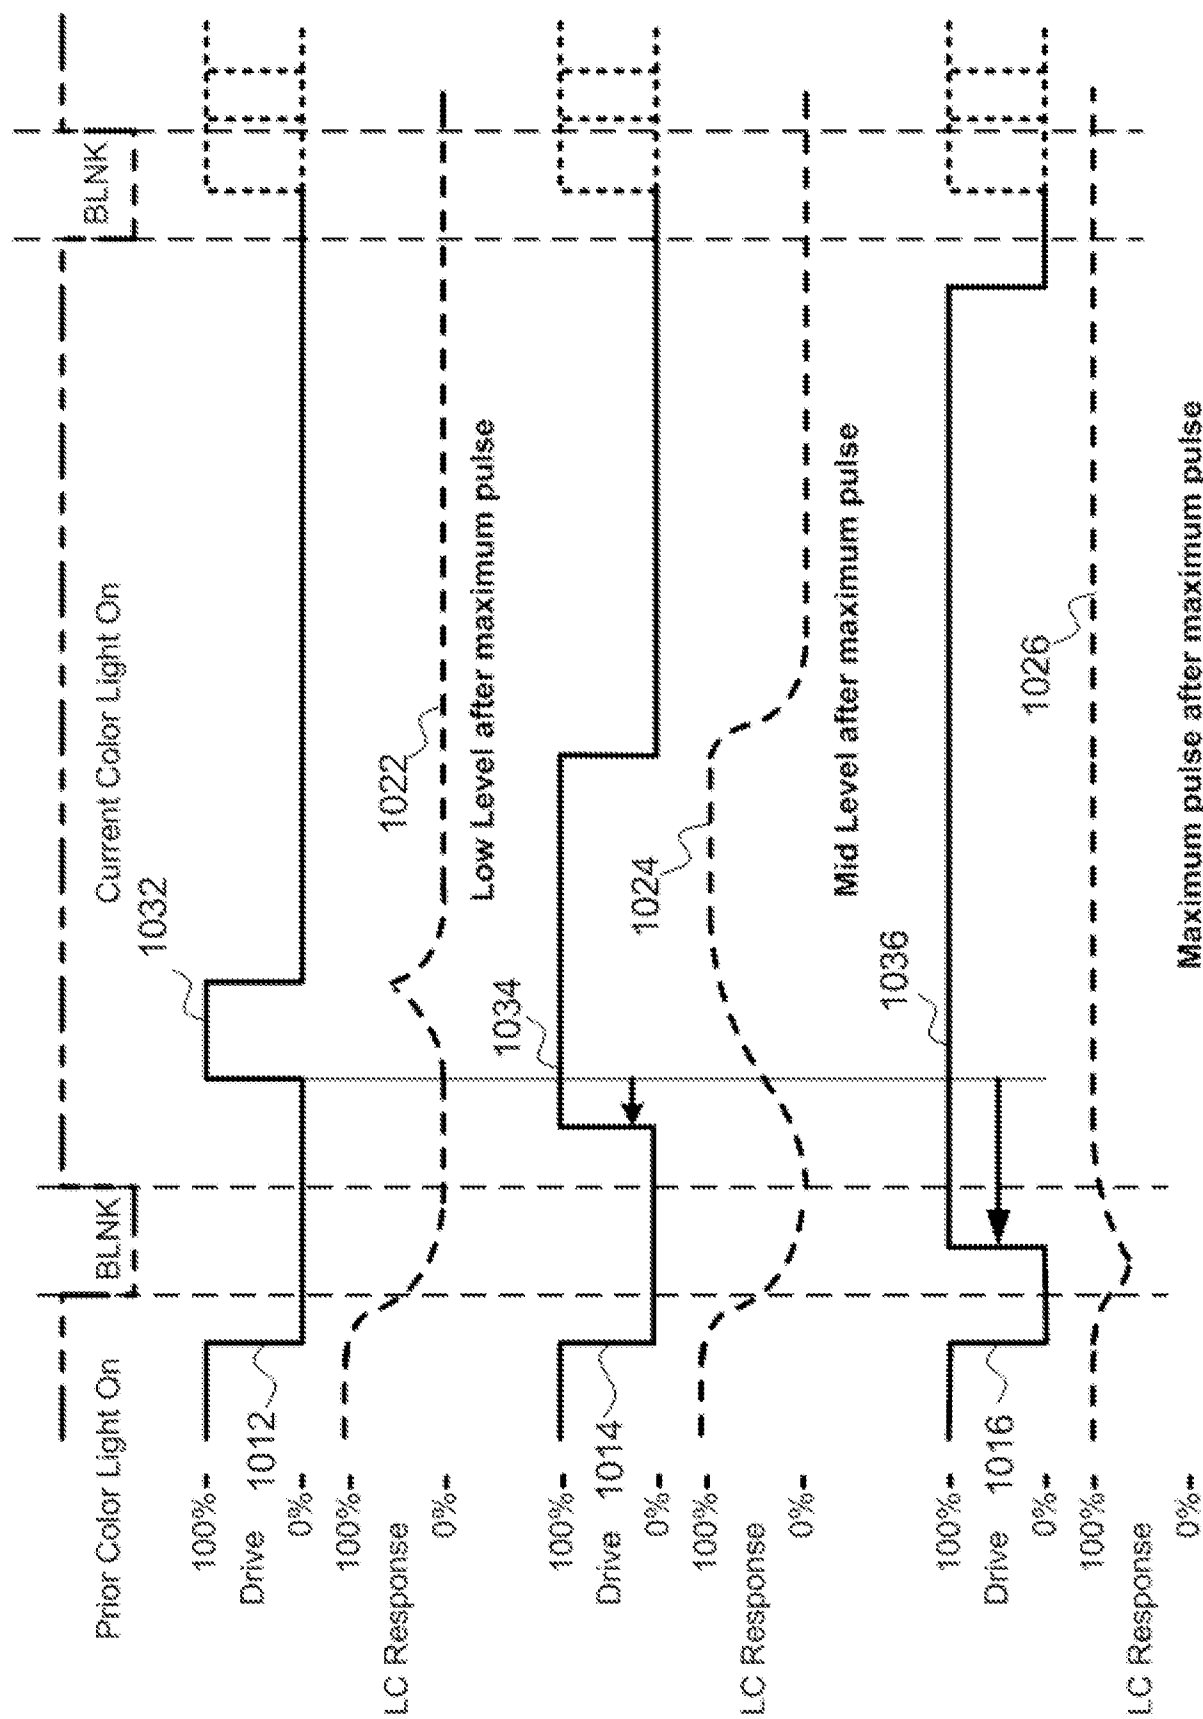 Prior Color Light On
BLNK
Current Color Light On
BLNK
100%
Drive
0%
1012
1032
100%
LC Response
0%
1022
Low Level after maximum pulse
100%
Drive
0%
1014
1034
100%
LC Response
0%
1024
Mid Level after maximum pulse
100%
Drive
0%
1016
1036
100%
LC Response
0%
1026
Maximum pulse after maximum pulse